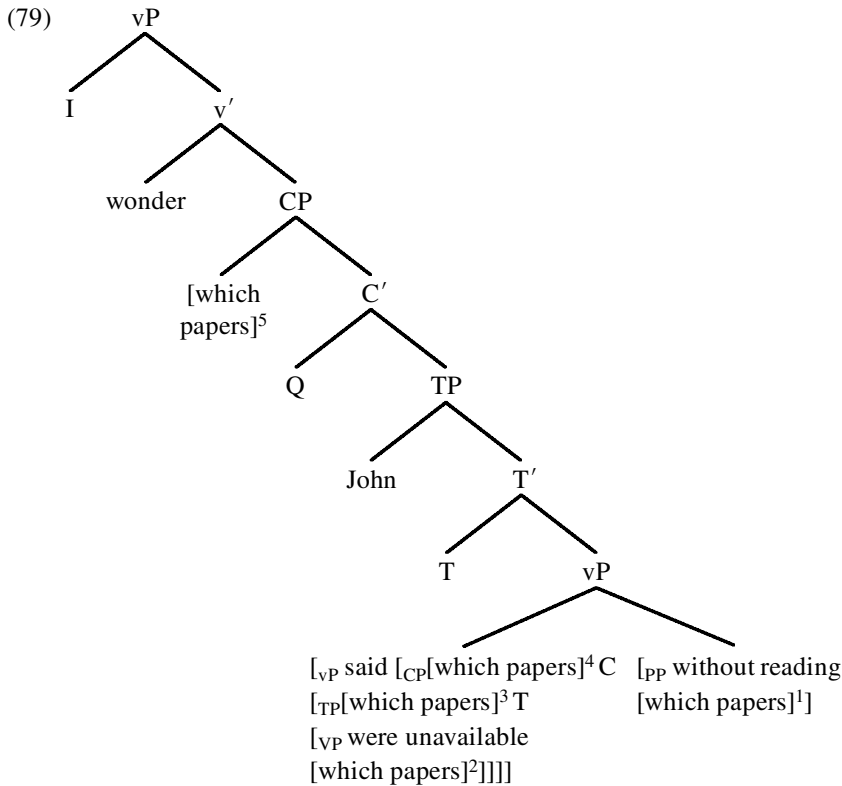 (79) vP
I v′
wonder CP
[which
papers]⁵ C′
Q TP
John T′
T vP
[vP said [CP[which papers]⁴ C
[TP[which papers]³ T
[VP were unavailable
[which papers]²]]]]
[PP without reading
[which papers]¹]